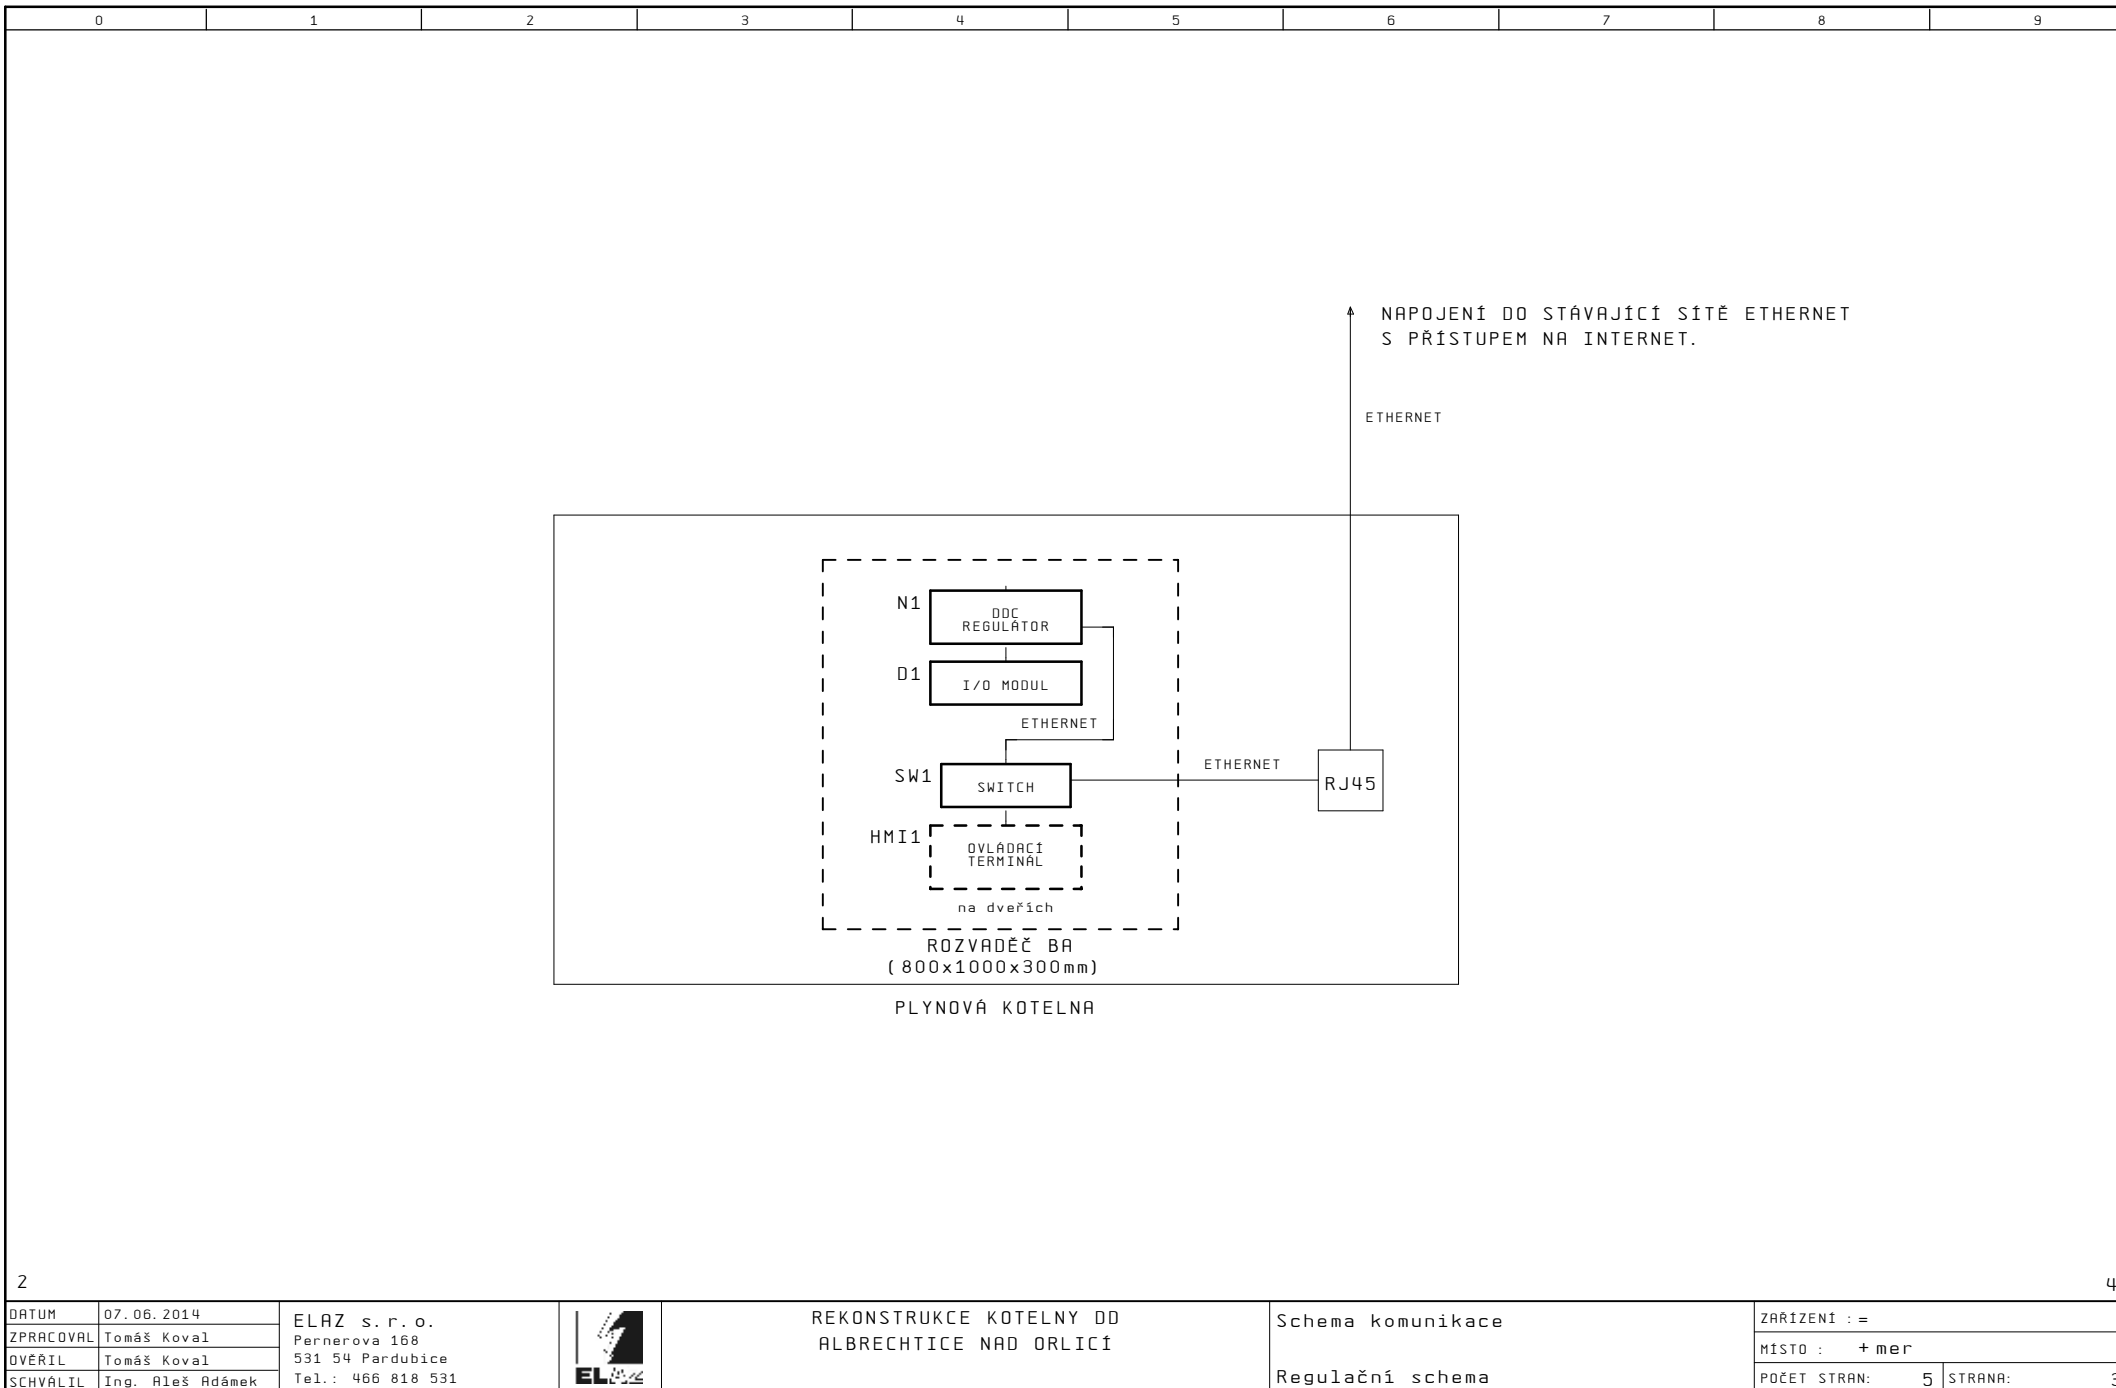 0 1 2 3 4 5 6 7 8 9
NAPOJENÍ DO STÁVAJÍCÍ SÍTĚ ETHERNET
S PŘÍSTUPEM NA INTERNET.
ETHERNET
N1
DDC
REGULÁTOR
D1
I/O MODUL
ETHERNET
SW1
SWITCH
ETHERNET
RJ45
HMI1
OVLÁDACÍ
TERMINÁL
na dveřích
ROZVADĚČ BA
(800x1000x300mm)
PLYNOVÁ KOTELNA
2
4
DATUM 07.06.2014
ZPRACOVAL Tomáš Koval
OVĚŘIL Tomáš Koval
SCHVÁLIL Ing. Aleš Adámek
ELAZ s.r.o.
Pernerova 168
531 54 Pardubice
Tel.: 466 818 531
ELAZ
REKONSTRUKCE KOTELNY DD
ALBRECHTICE NAD ORLICÍ
Schema komunikace
Regulační schema
ZAŘÍZENÍ : =
MÍSTO : +mer
POČET STRAN: 5 STRANA: 3